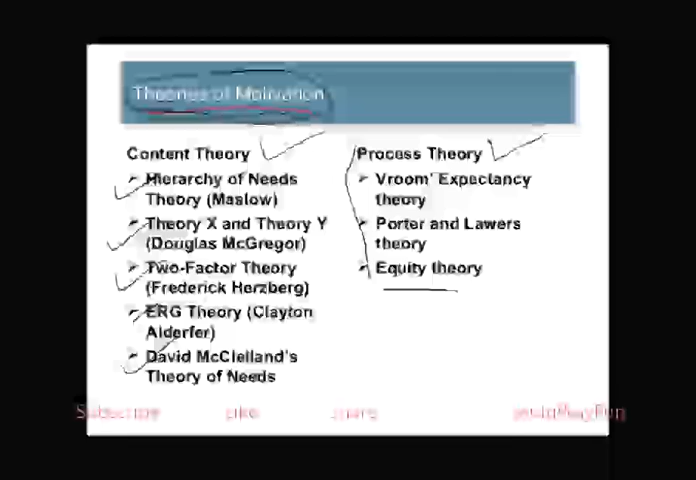 Theories of Motivation
Content Theory
Hierarchy of Needs
Theory (Maslow)
Theory X and Theory Y
(Douglas McGregor)
Two-Factor Theory
(Frederick Herzberg)
ERG Theory (Clayton
Alderfer)
David McClelland's
Theory of Needs
Process Theory
Vroom' Expectancy
theory
Porter and Lawers
theory
Equity theory
Subscribe Like Share